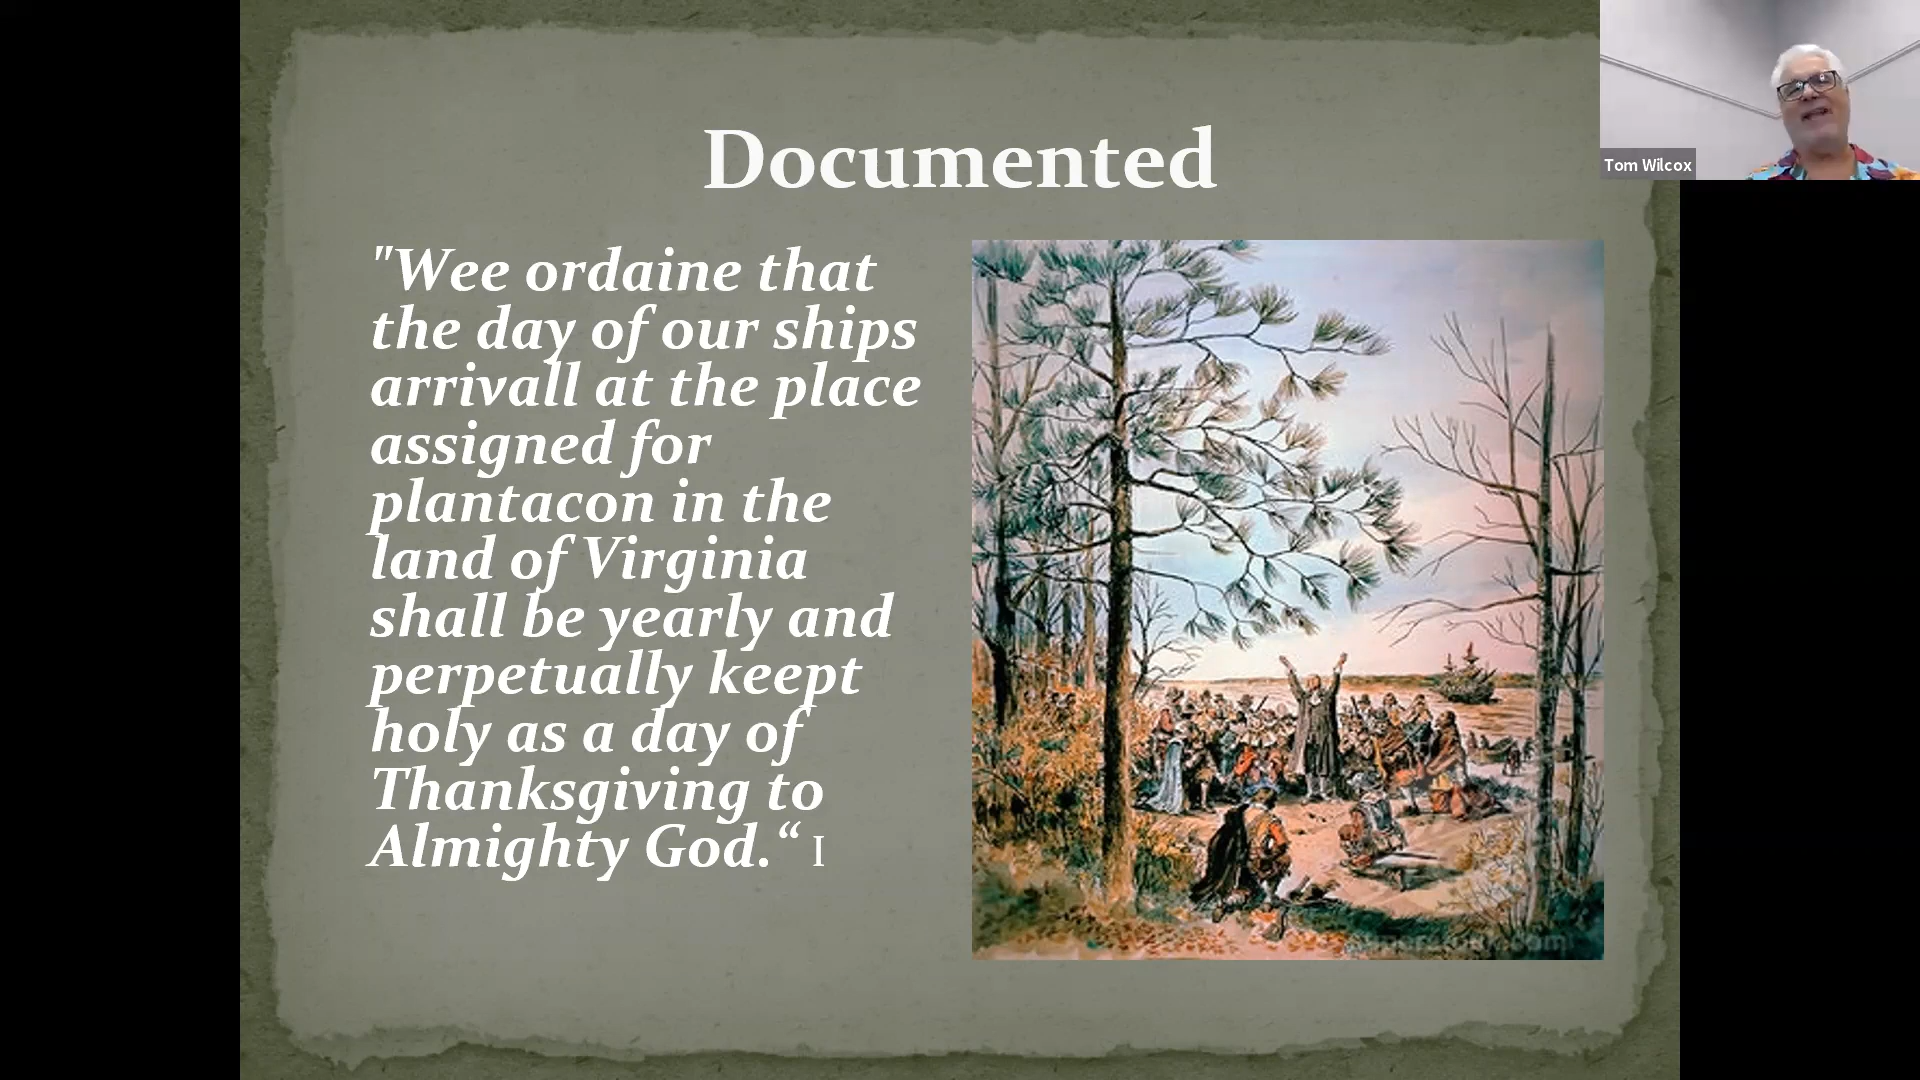 Documented
"Wee ordaine that
the day of our ships
arrivall at the place
assigned for
plantacon in the
land of Virginia
shall be yearly and
perpetually keept
holy as a day of
Thanksgiving to
Almighty God.“ I
Tom Wilcox